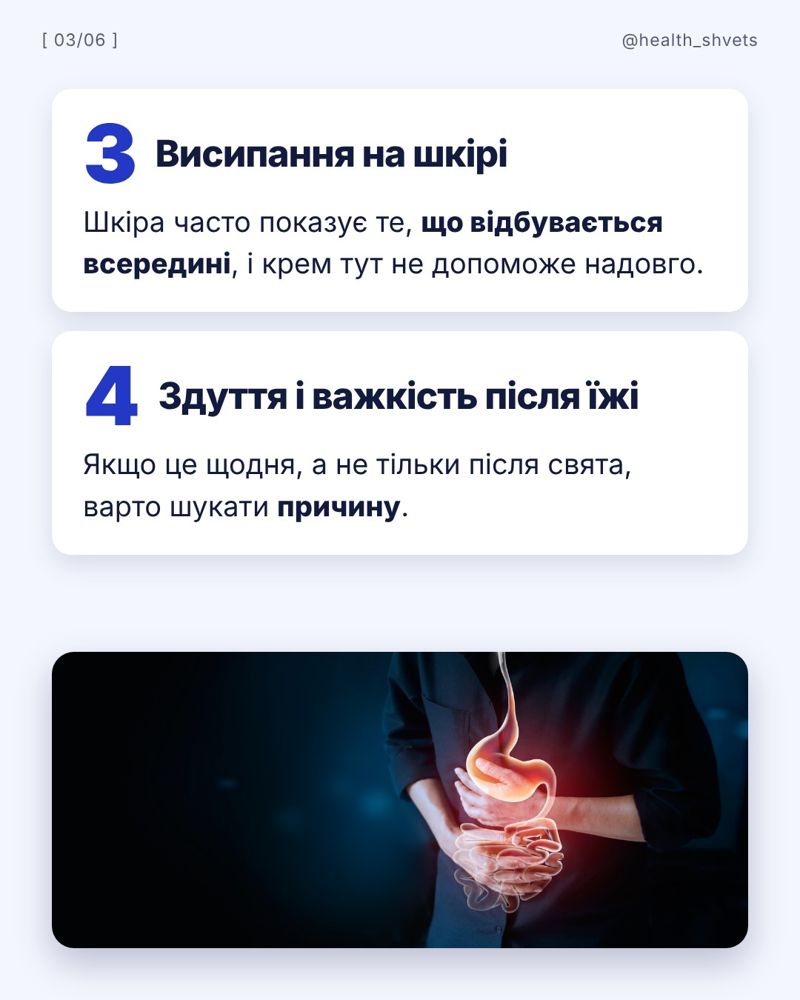 [ 03/06 ]
@health_shvets
3 Висипання на шкірі
Шкіра часто показує те, що відбувається
всередині, і крем тут не допоможе надовго.
4 Здуття і важкість після їжі
Якщо це щодня, а не тільки після свята,
варто шукати причину.